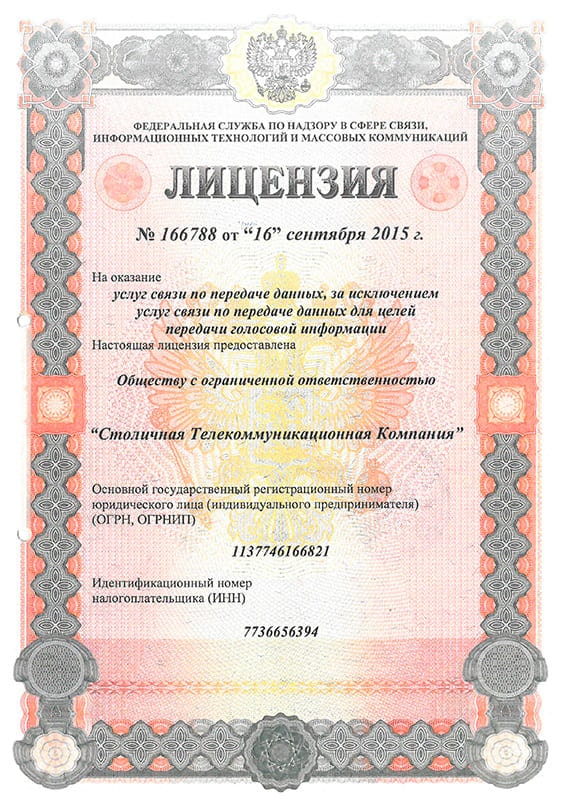 ФЕДЕРАЛЬНАЯ СЛУЖБА ПО НАДЗОРУ В СФЕРЕ СВЯЗИ,
ИНФОРМАЦИОННЫХ ТЕХНОЛОГИЙ И МАССОВЫХ КОММУНИКАЦИЙ
ЛИЦЕНЗИЯ
№ 166788 от “16” сентября 2015 г.
На оказание
услуг связи по передаче данных, за исключением
услуг связи по передаче данных для целей
передачи голосовой информации
Настоящая лицензия предоставлена
Обществу с ограниченной ответственностью
“Столичная Телекоммуникационная Компания”
Основной государственный регистрационный номер
юридического лица (индивидуального предпринимателя)
(ОГРН, ОГРНИП)
1137746166821
Идентификационный номер
налогоплательщика (ИНН)
7736656394